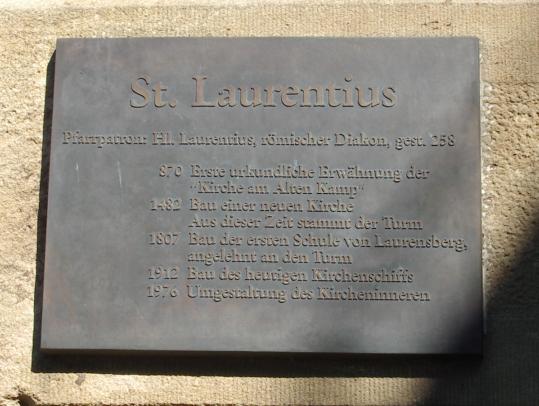 St. Laurentius
Pfarrpatron: Hl. Laurentius, römischer Diakon, gest. 258
870 Erste urkundliche Erwähnung der
"Kirche am Alten Kamp"
1482 Bau einer neuen Kirche
Aus dieser Zeit stammt der Turm
1807 Bau der ersten Schule von Laurensberg,
angelehnt an den Turm
1912 Bau des heutigen Kirchenschiffs
1976 Umgestaltung des Kircheninneren